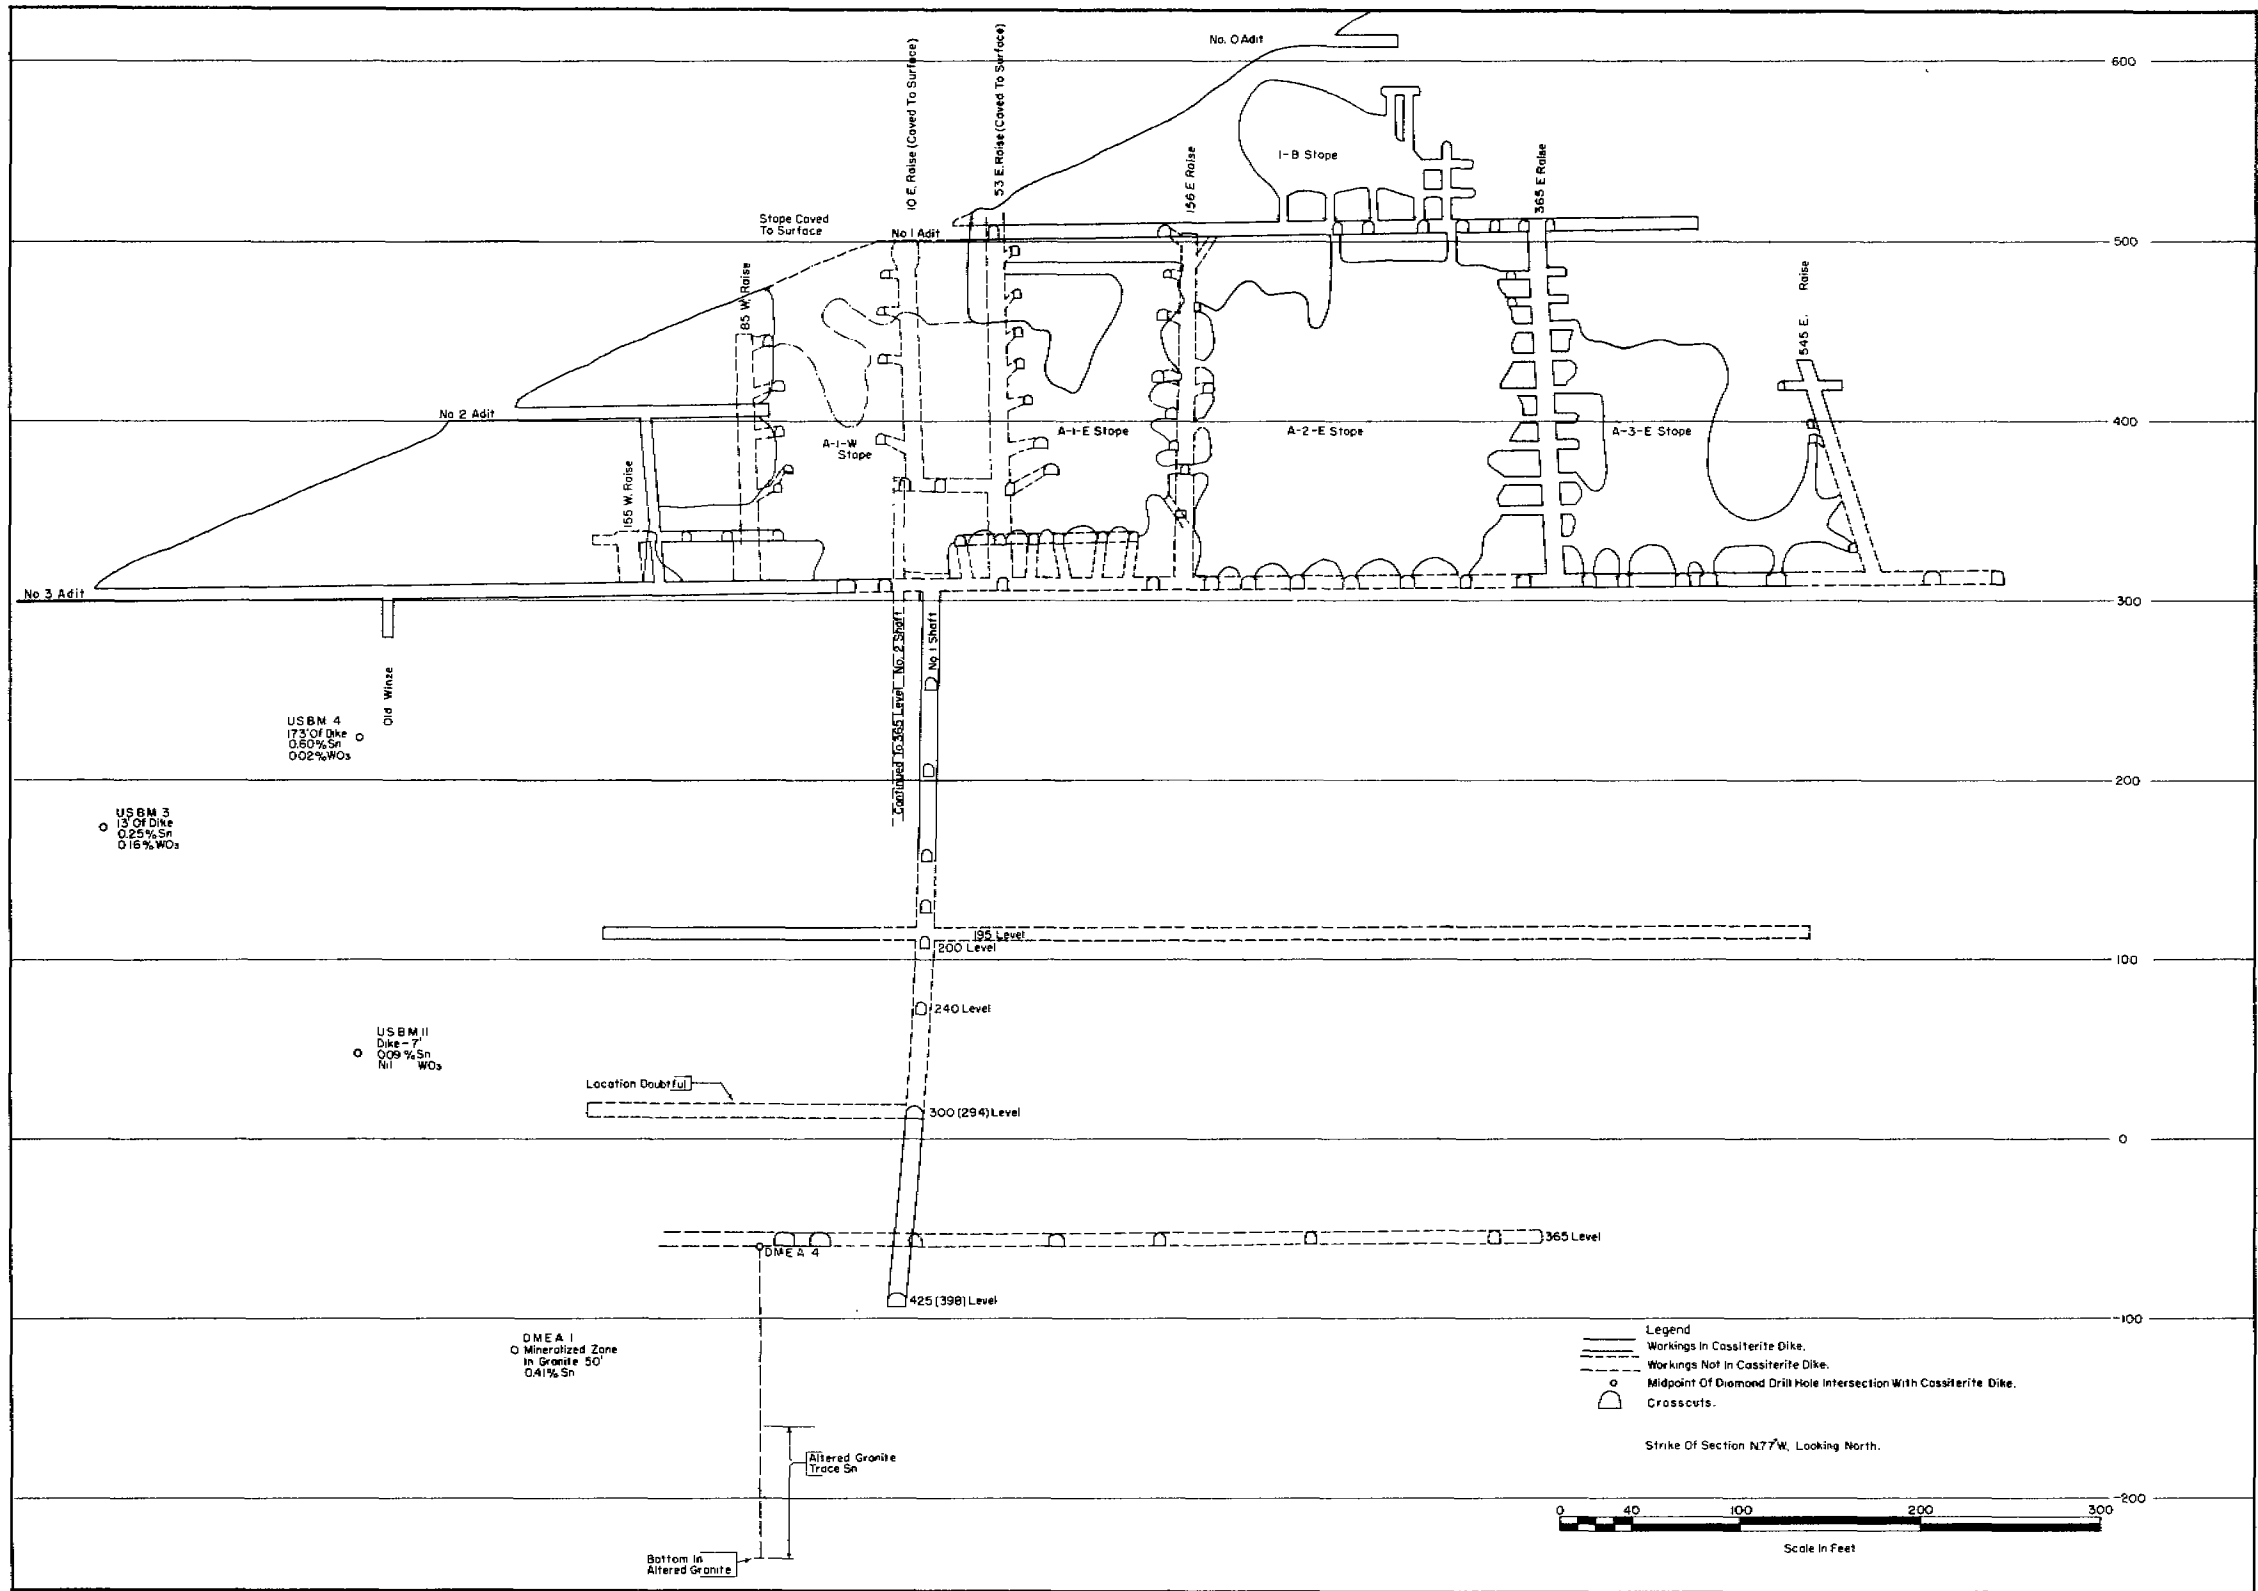 No. 0 Adit
600
10 E. Raise (Caved To Surface)
53 E. Raise (Caved To Surface)
156 E Raise
1-B Stope
365 E Raise
Stope Caved
To Surface
No 1 Adit
500
85 W. Raise
545 E. Raise
No. 2 Adit
400
A-1-W
Stope
A-1-E Stope
A-2-E Stope
A-3-E Stope
155 W. Raise
No 3 Adit
300
Old Winze
Continued To 365 Level
No. 2 Shaft
No 1 Shaft
USBM 4
173' Of Dike
0.60% Sn
002% WO3
200
USBM 3
13' Of Dike
0.25% Sn
016% WO3
195 Level
200 Level
100
240 Level
USBM 11
Dike - 7'
009 % Sn
Nil WO3
Location Doubtful
300 (294) Level
0
365 Level
DMEA 4
425 (398) Level
-100
DMEA 1
Mineralized Zone
In Granite 50'
0.41% Sn
Legend
Workings In Cassiterite Dike.
Workings Not In Cassiterite Dike.
Midpoint Of Diamond Drill Hole Intersection With Cassiterite Dike.
Crosscuts.
Strike Of Section N.77°W, Looking North.
Altered Granite
Trace Sn
-200
0 40 100 200 300
Scale In Feet
Bottom In
Altered Granite